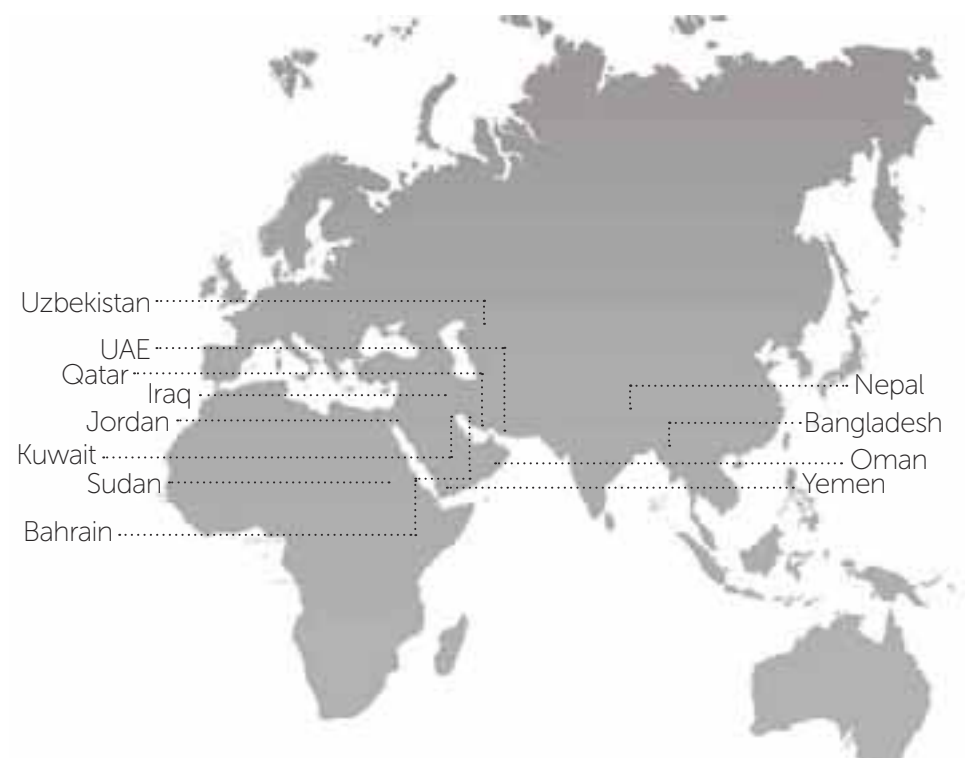 Uzbekistan
UAE
Qatar
Iraq
Jordan
Kuwait
Sudan
Bahrain
Nepal
Bangladesh
Oman
Yemen